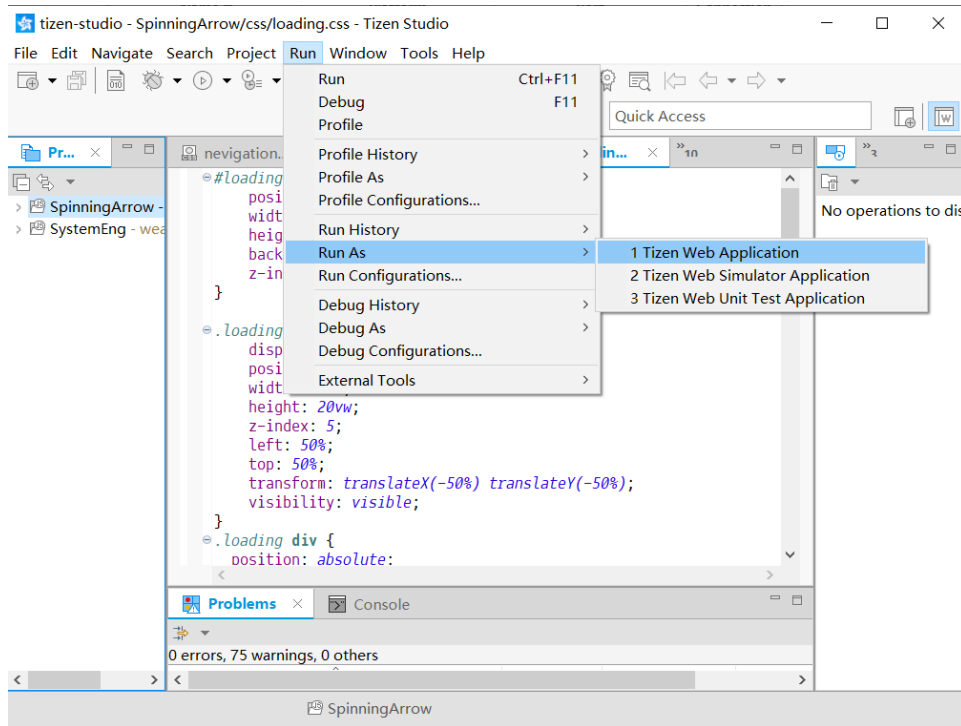 tizen-studio - SpinningArrow/css/loading.css - Tizen Studio
File Edit Navigate Search Project Run Window Tools Help
Run Ctrl+F11
Debug F11
Profile
Profile History
Profile As
Profile Configurations...
Run History
Run As
Run Configurations...
Debug History
Debug As
Debug Configurations...
External Tools
1 Tizen Web Application
2 Tizen Web Simulator Application
3 Tizen Web Unit Test Application
Quick Access
Pr...
SpinningArrow -
SystemEng - wea
nevigation.
in...
"10
#loading
posi
widt
heig
back
z-in
}
.loading
disp
posi
widt
height: 20vw;
z-index: 5;
left: 50%;
top: 50%;
transform: translateX(-50%) translateY(-50%);
visibility: visible;
}
.loading div {
position: absolute;
"3
No operations to dis
Problems
Console
0 errors, 75 warnings, 0 others
SpinningArrow